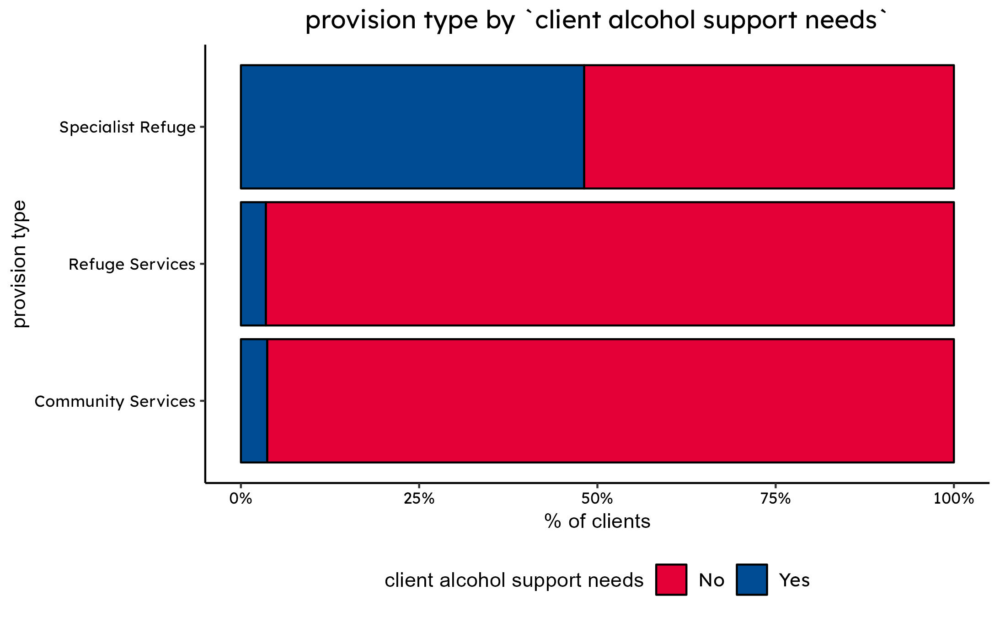 provision type by `client alcohol support needs`
provision type
Specialist Refuge
Refuge Services
Community Services
0% 25% 50% 75% 100%
% of clients
client alcohol support needs No Yes